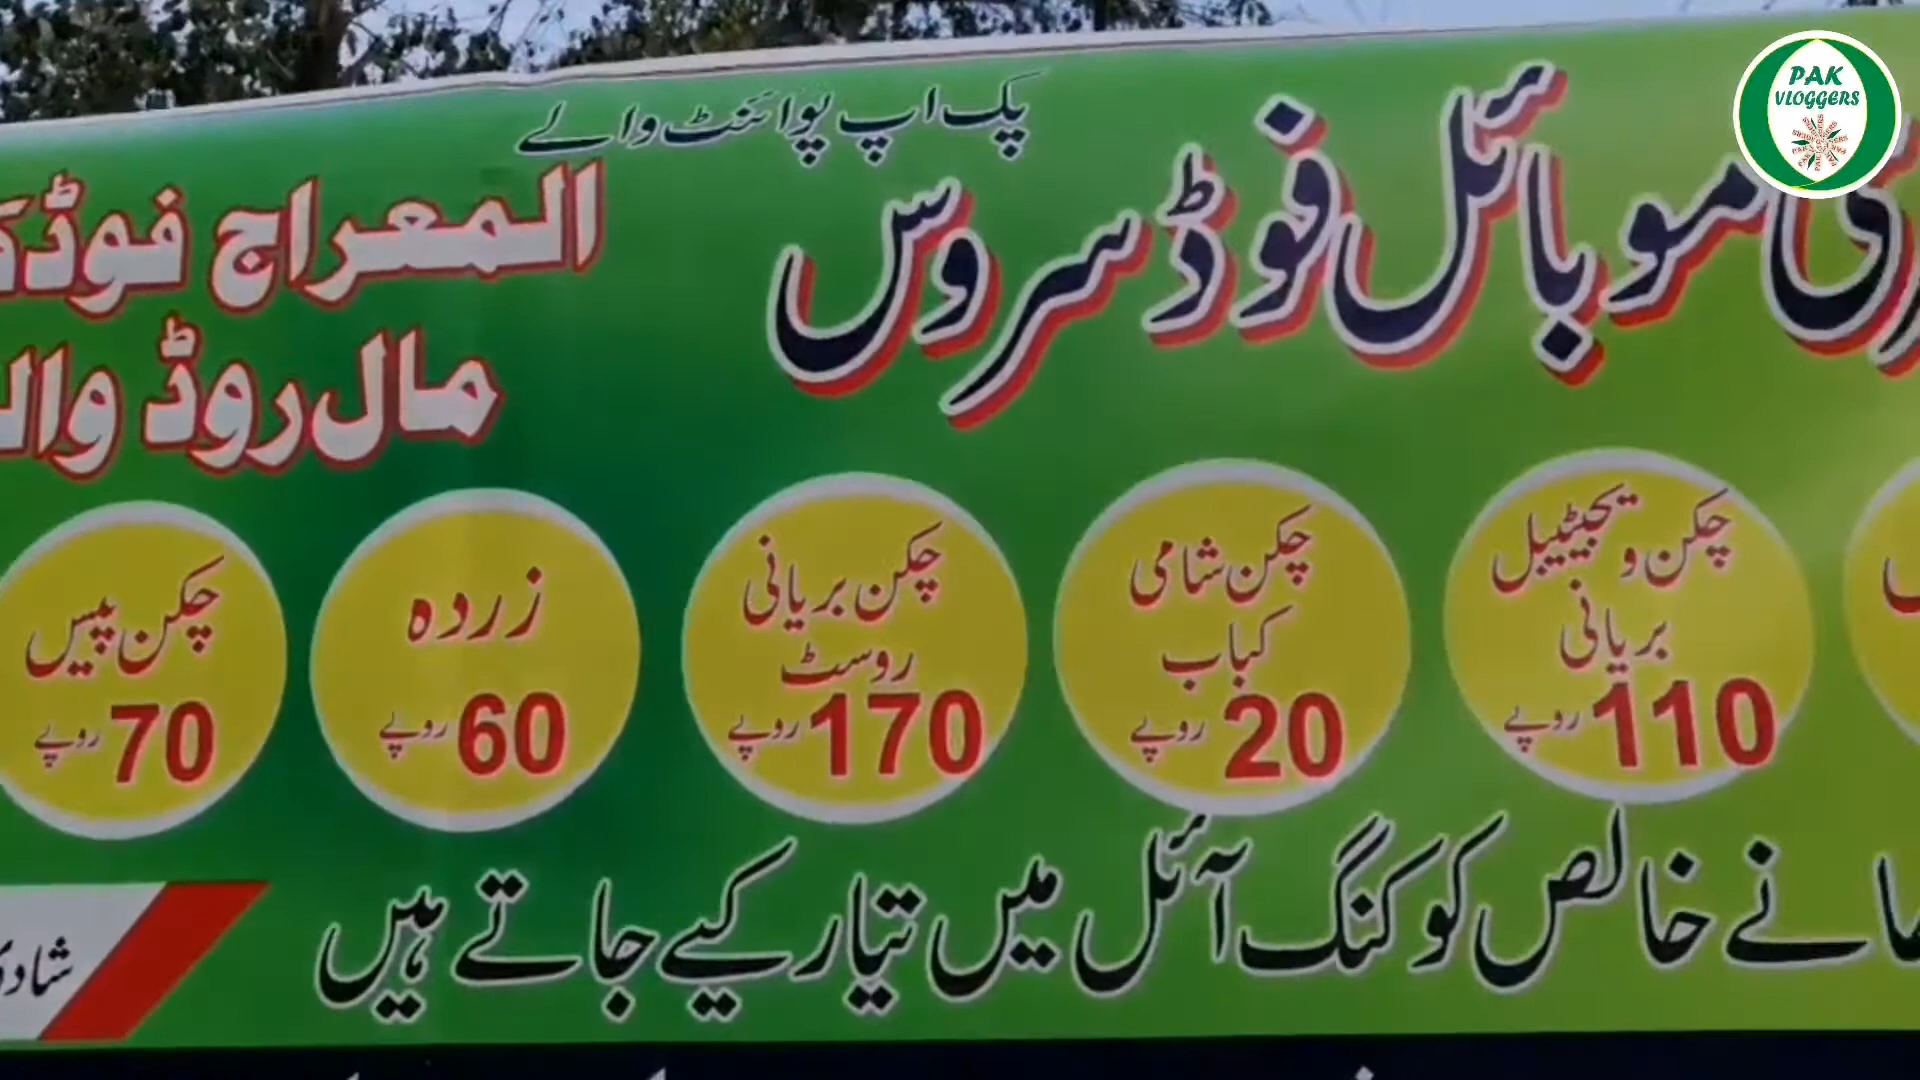 PAK
VLOGGERS
پک اپ پوائنٹ والے
موبائل فوڈ سروس
المعراج فوڈ
مال روڈ
چکن و یجیٹیبل
بریانی
110 روپے
چکن شامی
کباب
20 روپے
چکن بریانی
روسٹ
170 روپے
زردہ
60 روپے
چکن پیس
70 روپے
خالص کوکنگ آئل میں تیار کیے جاتے ہیں